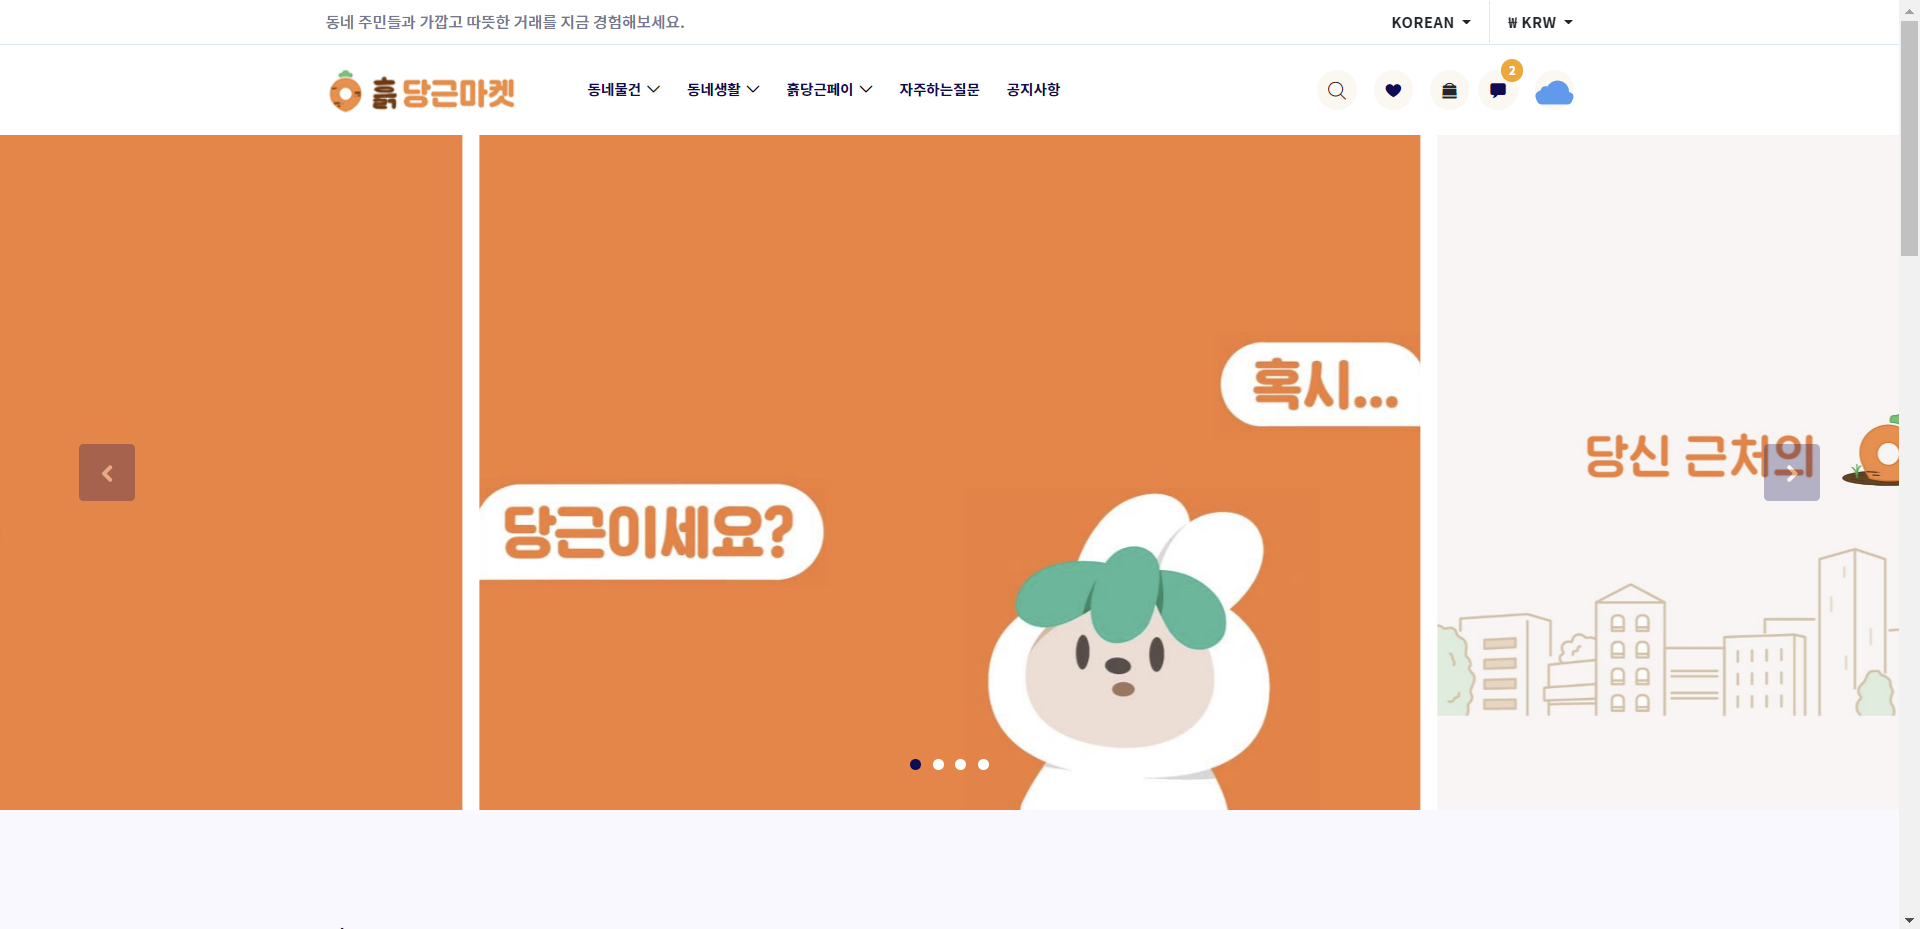 동네 주민들과 가깝고 따뜻한 거래를 지금 경험해보세요.
KOREAN
₩ KRW
흙 당근마켓
동네물건
동네생활
흙당근페이
자주하는질문
공지사항
2
혹시...
당근이세요?
당신 근처의